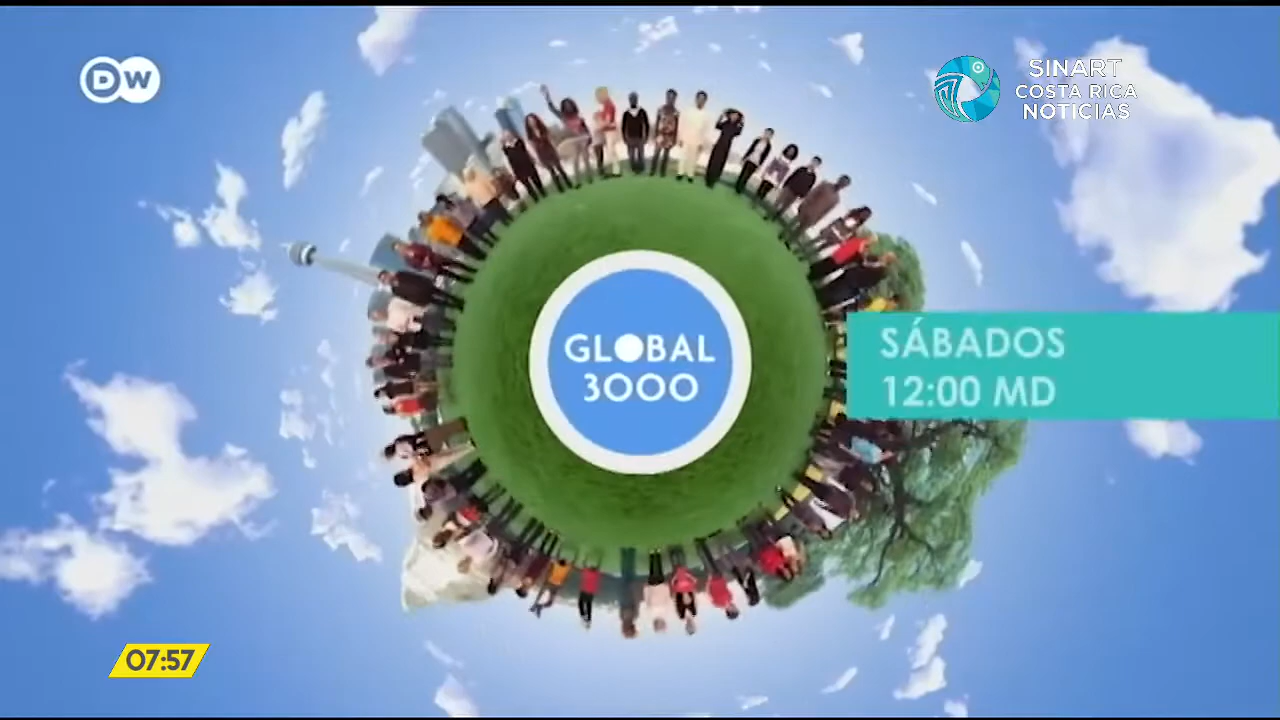 DW
SINART
COSTA RICA
NOTICIAS
GLOBAL
3000
SÁBADOS
12:00 MD
07:57